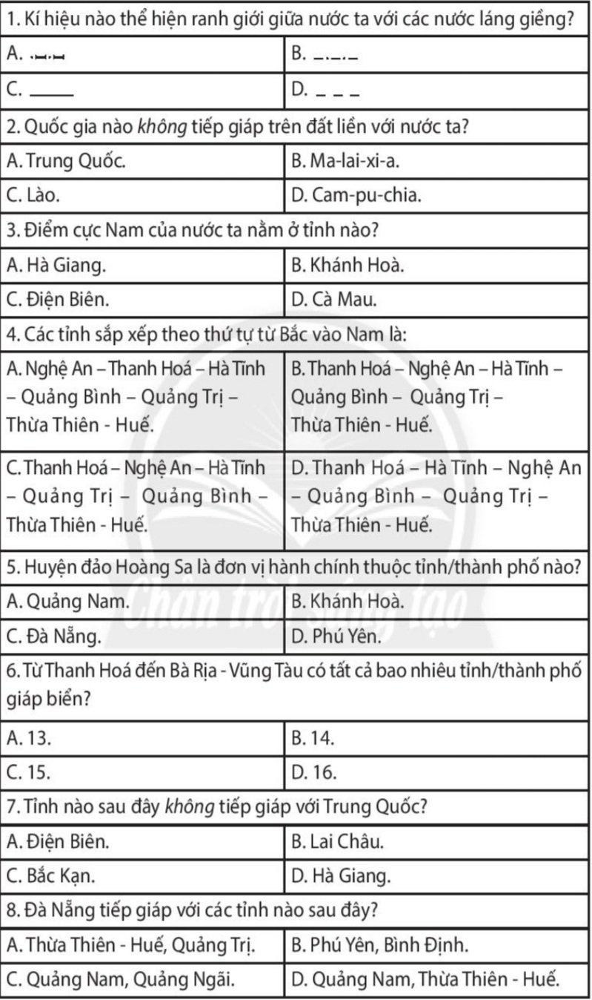 1. Kí hiệu nào thể hiện ranh giới giữa nước ta với các nước láng giềng?
A.
B.
C.
D.
2. Quốc gia nào không tiếp giáp trên đất liền với nước ta?
A. Trung Quốc.
B. Ma-lai-xi-a.
C. Lào.
D. Cam-pu-chia.
3. Điểm cực Nam của nước ta nằm ở tỉnh nào?
A. Hà Giang.
B. Khánh Hoà.
C. Điện Biên.
D. Cà Mau.
4. Các tỉnh sắp xếp theo thứ tự từ Bắc vào Nam là:
A. Nghệ An – Thanh Hoá – Hà Tĩnh
– Quảng Bình – Quảng Trị –
Thừa Thiên - Huế.
B. Thanh Hoá – Nghệ An – Hà Tĩnh –
Quảng Bình – Quảng Trị –
Thừa Thiên - Huế.
C. Thanh Hoá – Nghệ An – Hà Tĩnh
– Quảng Trị – Quảng Bình –
Thừa Thiên - Huế.
D. Thanh Hoá – Hà Tĩnh – Nghệ An
– Quảng Bình – Quảng Trị –
Thừa Thiên - Huế.
5. Huyện đảo Hoàng Sa là đơn vị hành chính thuộc tỉnh/thành phố nào?
A. Quảng Nam.
B. Khánh Hoà.
Chân trời sáng tạo
C. Đà Nẵng.
D. Phú Yên.
6. Từ Thanh Hoá đến Bà Rịa - Vũng Tàu có tất cả bao nhiêu tỉnh/thành phố
giáp biển?
A. 13.
B. 14.
C. 15.
D. 16.
7. Tỉnh nào sau đây không tiếp giáp với Trung Quốc?
A. Điện Biên.
B. Lai Châu.
C. Bắc Kạn.
D. Hà Giang.
8. Đà Nẵng tiếp giáp với các tỉnh nào sau đây?
A. Thừa Thiên - Huế, Quảng Trị.
B. Phú Yên, Bình Định.
C. Quảng Nam, Quảng Ngãi.
D. Quảng Nam, Thừa Thiên - Huế.